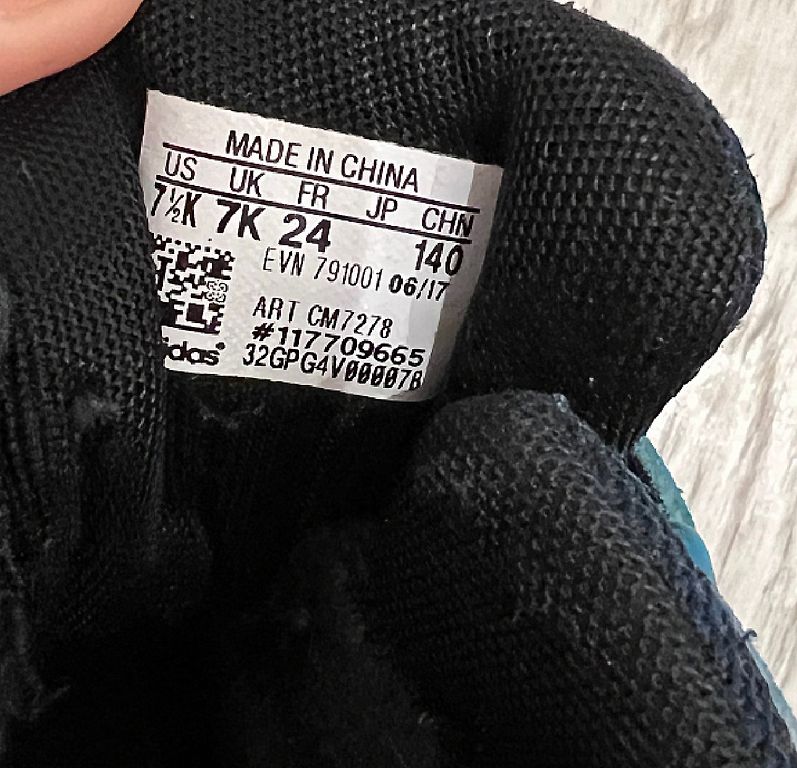 MADE IN CHINA
US UK FR JP CHN
7½K 7K 24 140
EVN 791001 06/17
ART CM7278
#117709665
idas® 32GPG4V000078